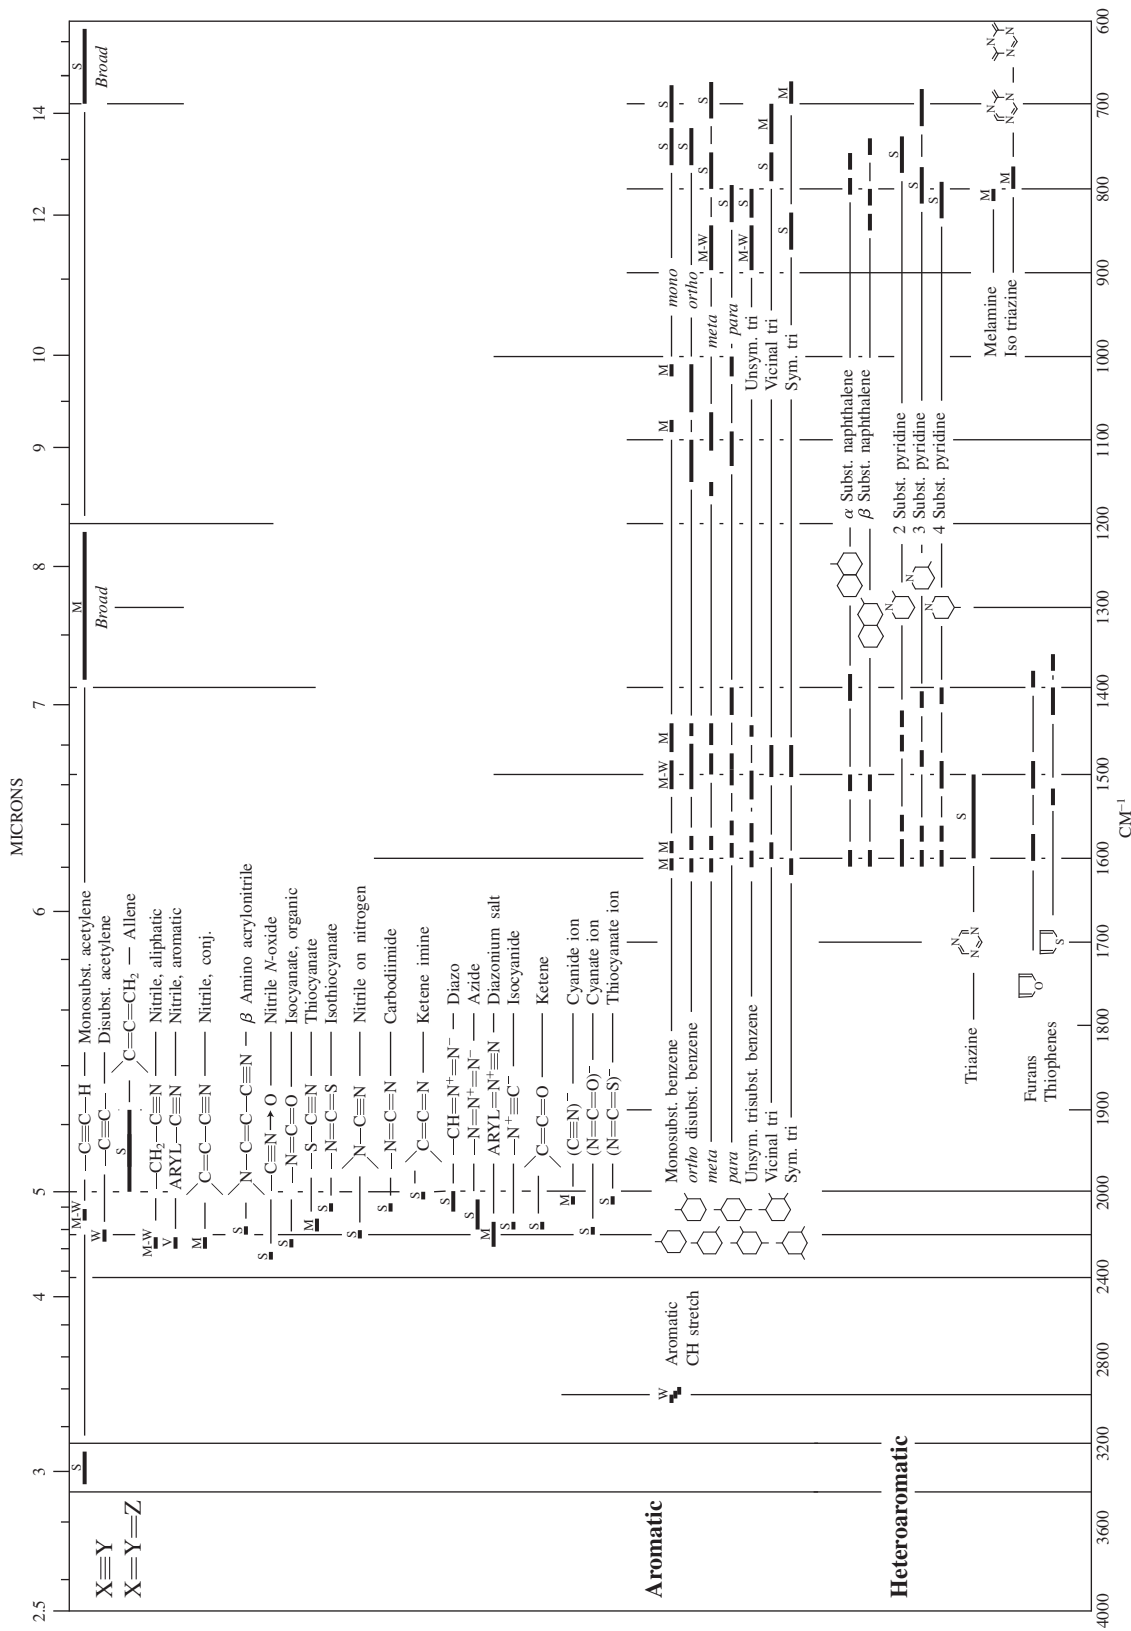 MICRONS
2.5 3 4 5 6 7 8 9 10 12 14
X≡Y
X=Y=Z
S
M-W
—C≡C—H — Monosubst. acetylene
M
Broad
S
Broad
W
—C≡C— Disubst. acetylene
S
C=C=CH₂ — Allene
M-W
—CH₂—C≡N — Nitrile, aliphatic
V
ARYL—C≡N — Nitrile, aromatic
M
C=C—C≡N — Nitrile, conj.
S
N—C=C—C≡N — β Amino acrylonitrile
S
—C≡N→O — Nitrile N-oxide
S
—N=C=O — Isocyanate, organic
M
—S—C≡N — Thiocyanate
S
—N=C=S — Isothiocyanate
S
N—C≡N — Nitrile on nitrogen
S
—N=C=N — Carbodiimide
S
C=C=N — Ketene imine
S
—CH=N⁺=N⁻ — Diazo
S
—N=N⁺=N⁻ — Azide
M
ARYL—N⁺≡N — Diazonium salt
S
—N⁺≡C⁻ — Isocyanide
S
C=C=O — Ketene
M
(C≡N)⁻ — Cyanide ion
S
(N=C=O)⁻ — Cyanate ion
S
(N=C=S)⁻ — Thiocyanate ion
Aromatic
W
Aromatic
CH stretch
Monosubst. benzene
M M M-W M
M M
mono
S S
ortho disubst. benzene
ortho
S
meta
meta
M-W S S
para
para
S
Unsym. trisubst. benzene
Unsym. tri
M-W S
Vicinal tri
Vicinal tri
S M
Sym. tri
Sym. tri
S M
Heteroaromatic
α Subst. naphthalene
β Subst. naphthalene
N
2 Subst. pyridine
S
N
3 Subst. pyridine
S
N
4 Subst. pyridine
S
Triazine
N N N
S
Melamine
M
N N N
Iso triazine
M
N N N
Furans
O
Thiophenes
S
4000 3600 3200 2800 2400 2000 1800 1700 1600 1500 1400 1300 1200 1100 1000 900 800 700 600
CM⁻¹